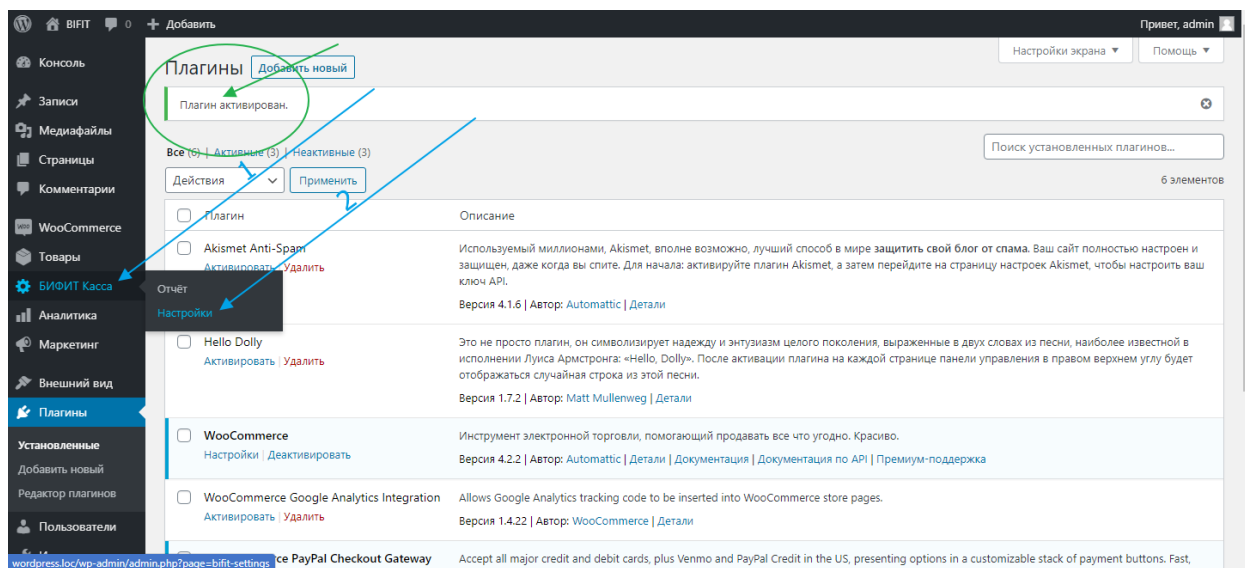 BIFIT 0 + Добавить Привет, admin
Настройки экрана Помощь
Консоль
Записи
Медиафайлы
Страницы
Комментарии
WooCommerce
Товары
БИФИТ Касса
Аналитика
Маркетинг
Внешний вид
Плагины
Установленные
Добавить новый
Редактор плагинов
Пользователи
Отчёт
Настройки
Плагины Добавить новый
Плагин активирован.
1
2
Все (6) | Активные (3) | Неактивные (3)
Поиск установленных плагинов...
Действия Применить 6 элементов
Плагин Описание
Akismet Anti-Spam
Активировать | Удалить
Используемый миллионами, Akismet, вполне возможно, лучший способ в мире защитить свой блог от спама. Ваш сайт полностью настроен и
защищен, даже когда вы спите. Для начала: активируйте плагин Akismet, а затем перейдите на страницу настроек Akismet, чтобы настроить ваш
ключ API.
Версия 4.1.6 | Автор: Automattic | Детали
Hello Dolly
Активировать | Удалить
Это не просто плагин, он символизирует надежду и энтузиазм целого поколения, выраженные в двух словах из песни, наиболее известной в
исполнении Луиса Армстронга: «Hello, Dolly». После активации плагина на каждой странице панели управления в правом верхнем углу будет
отображаться случайная строка из этой песни.
Версия 1.7.2 | Автор: Matt Mullenweg | Детали
WooCommerce
Настройки | Деактивировать
Инструмент электронной торговли, помогающий продавать все что угодно. Красиво.
Версия 4.2.2 | Автор: Automattic | Детали | Документация | Документация по API | Премиум-поддержка
WooCommerce Google Analytics Integration
Активировать | Удалить
Allows Google Analytics tracking code to be inserted into WooCommerce store pages.
Версия 1.4.22 | Автор: WooCommerce | Детали
ce PayPal Checkout Gateway
Accept all major credit and debit cards, plus Venmo and PayPal Credit in the US, presenting options in a customizable stack of payment buttons. Fast,
wordpress.loc/wp-admin/admin.php?page=bifit-settings